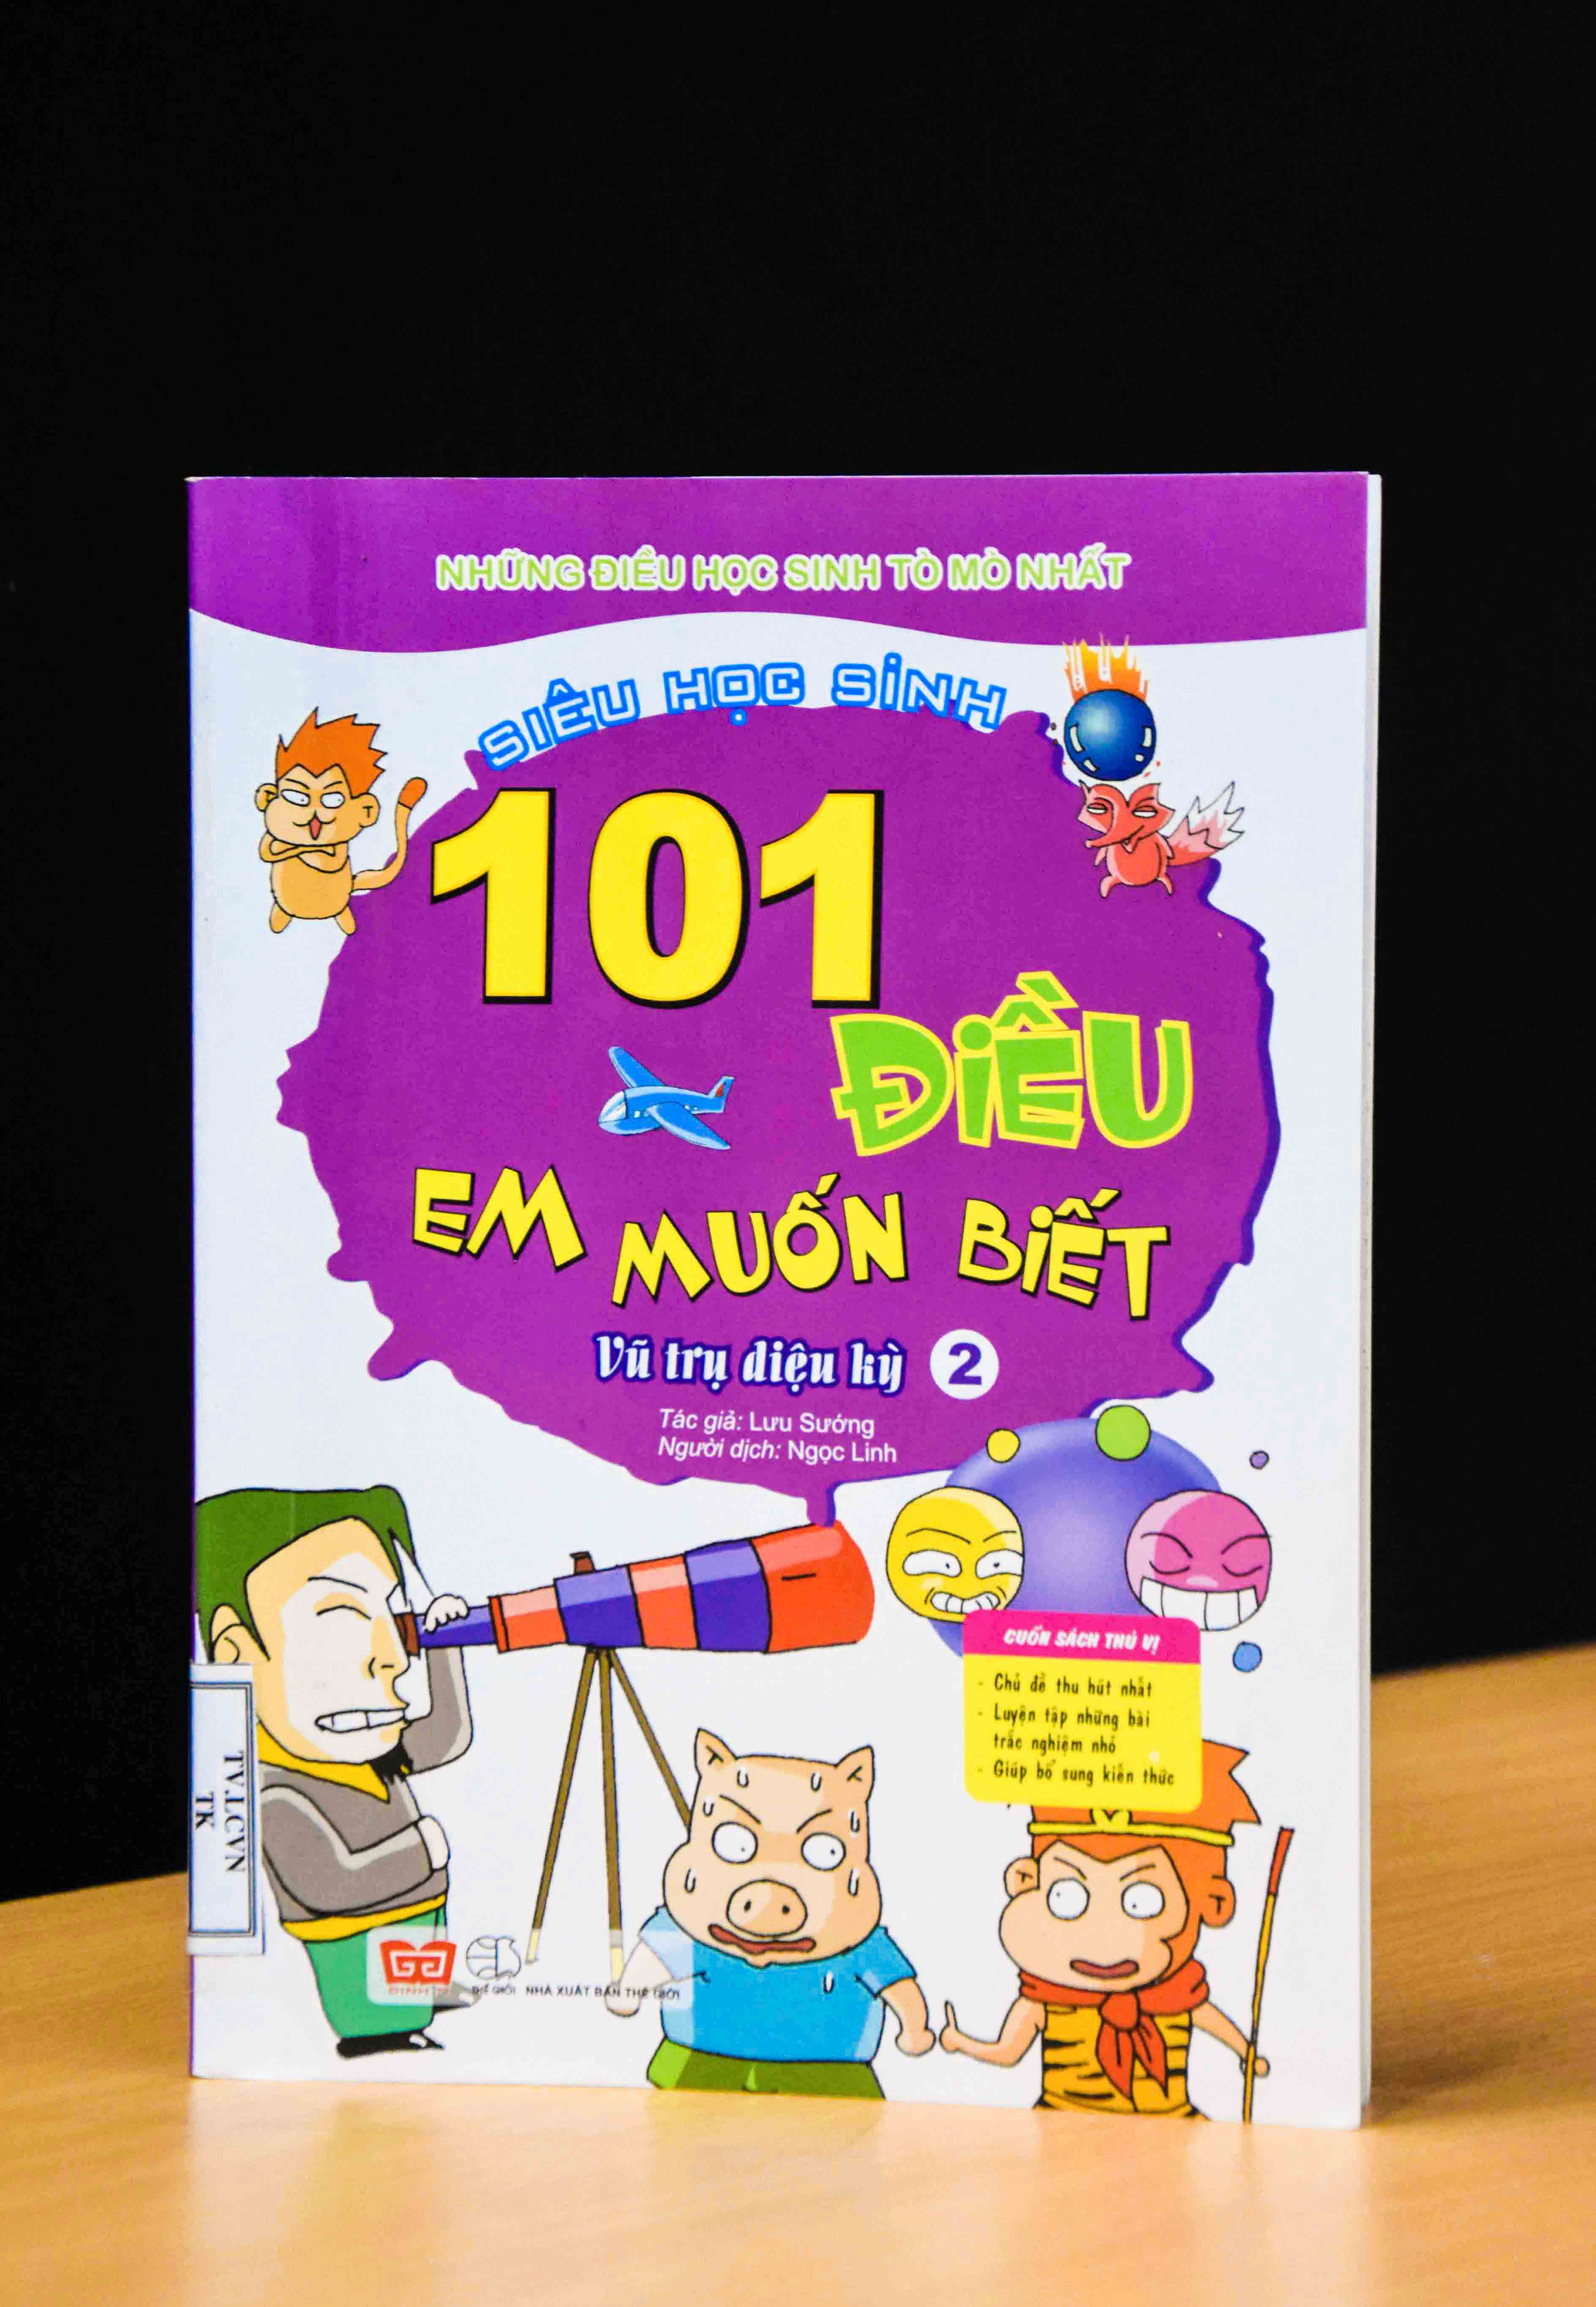 NHỮNG ĐIỀU HỌC SINH TÒ MÒ NHẤT
SIÊU HỌC SINH
101
ĐIỀU
EM MUỐN BIẾT
Vũ trụ diệu kỳ 2
Tác giả: Lưu Sướng
Người dịch: Ngọc Linh
CUỐN SÁCH THÚ VỊ
- Chủ đề thu hút nhất
- Luyện tập những bài
trắc nghiệm nhỏ
- Giúp bổ sung kiến thức
TV.LCVN
TK
THẾ GIỚI NHÀ XUẤT BẢN THẾ GIỚI